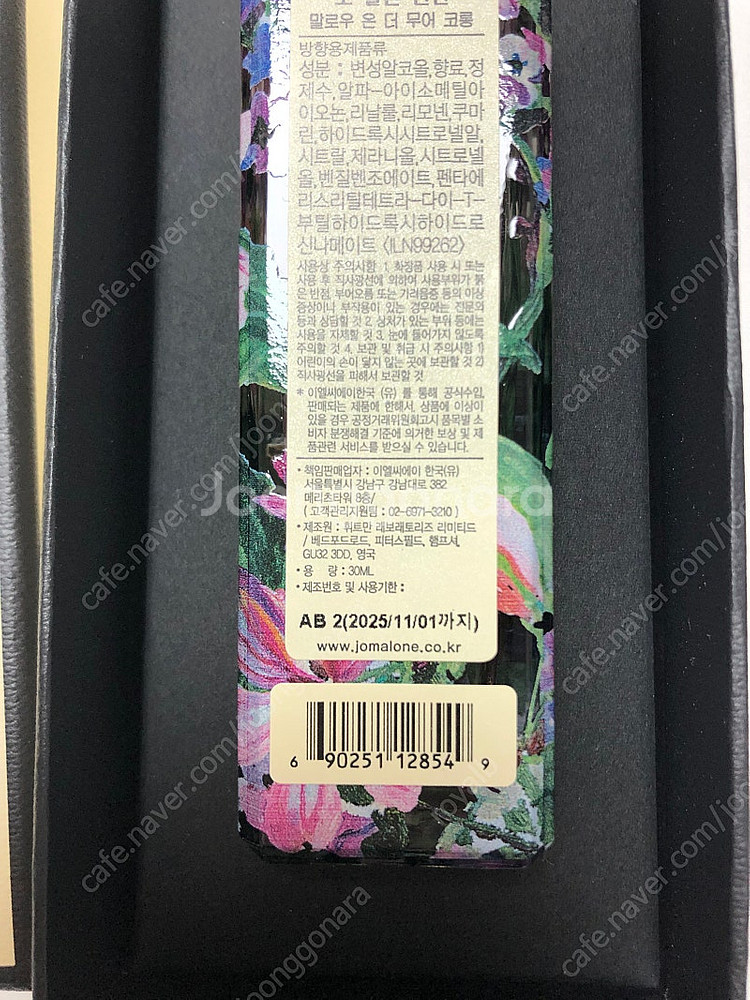 말로우 온 더 무어 코롱
방향용제품류
성분 : 변성알코올,향료,정
제수,알파-아이소메틸아
이오논,리날룰,리모넨,쿠마
린,하이드록시시트로넬알,
시트랄,제라니올,시트로넬
올,벤질벤조에이트,펜타에
리스리틸테트라-다이-T-
부틸하이드록시하이드로
신나메이트 (ILN99262)
사용상 주의사항 1. 화장품 사용 시 또는
사용 후 직사광선에 의하여 사용부위가 붉
은 반점, 부어오름 또는 가려움증 등의 이상
증상이나 부작용이 있는 경우에는 전문의
등과 상담할 것 2. 상처가 있는 부위 등에는
사용을 자제할 것 3. 눈에 들어가지 않도록
주의할 것 4. 보관 및 취급 시 주의사항 1)
어린이의 손이 닿지 않는 곳에 보관할 것 2)
직사광선을 피해서 보관할 것
* 이엘씨에이한국 (유) 를 통해 공식수입,
판매되는 제품에 한해서, 상품에 이상이
있을 경우 공정거래위원회고시 품목별 소
비자 분쟁해결 기준에 의거한 보상 및 제
품관련 서비스를 받으실 수 있습니다.
• 책임판매업자 : 이엘씨에이 한국(유)
서울특별시 강남구 강남대로 382
메리츠타워 8층/
( 고객관리지원팀 : 02-6971-3210 )
• 제조원 : 휘트만 래보래토리즈 리미티드
/ 베드포드로드, 피터스필드, 햄프셔,
GU32 3DD, 영국
• 용 량 : 30ML
• 제조번호 및 사용기한 :
AB 2(2025/11/01까지)
www.jomalone.co.kr
6 90251 12854 9
Joonggonara
cafe.naver.com/joonggonara